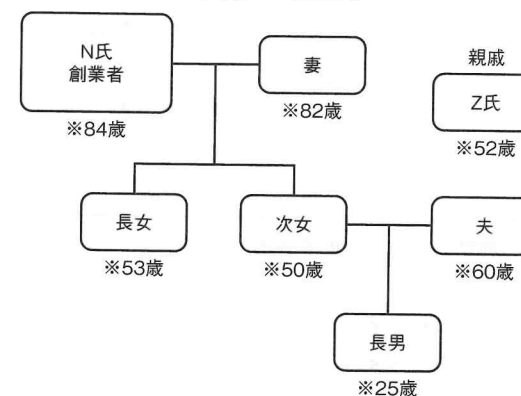 N氏
創業者
※84歳
妻
※82歳
親戚
Z氏
※52歳
長女
※53歳
次女
※50歳
夫
※60歳
長男
※25歳